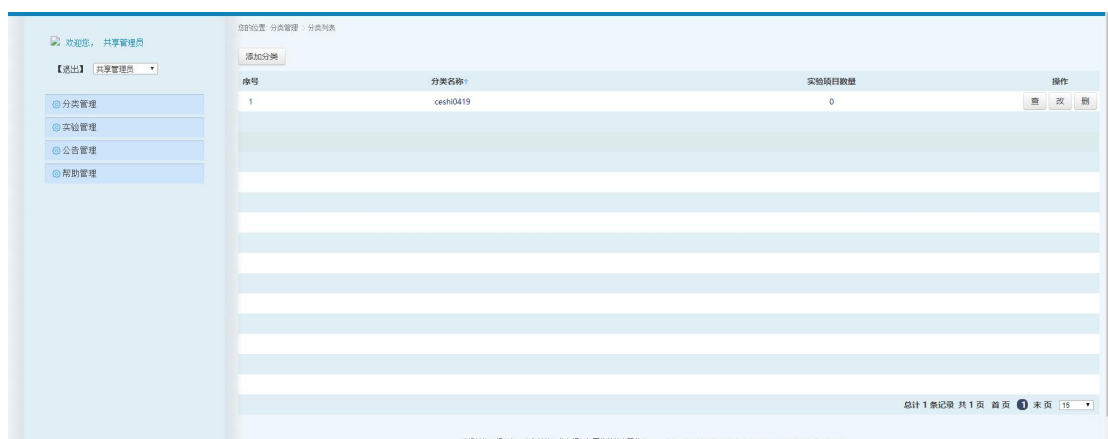 您的位置: 分类管理 > 分类列表
欢迎您， 共享管理员
【退出】 共享管理员
添加分类
序号 分类名称 实验项目数量 操作
1 ceshi0419 0 查 改 删
分类管理
实验管理
公告管理
帮助管理
总计 1 条记录 共 1 页 首 页 1 末 页 15